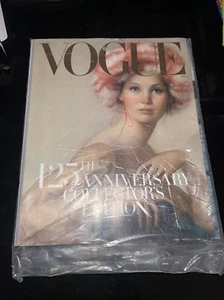 VOGUE
125TH
ANNIVERSARY
COLLECTOR'S
EDITION